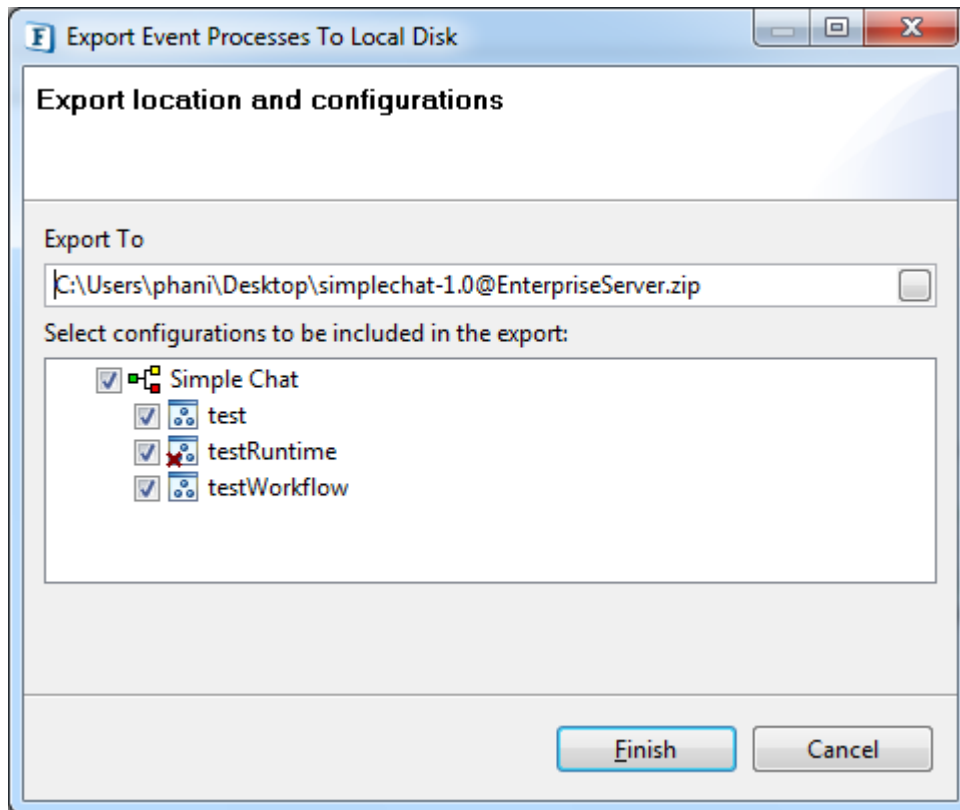 Export Event Processes To Local Disk
Export location and configurations
Export To
C:\Users\phani\Desktop\simplechat-1.0@EnterpriseServer.zip
Select configurations to be included in the export:
Simple Chat
test
testRuntime
testWorkflow
Finish Cancel